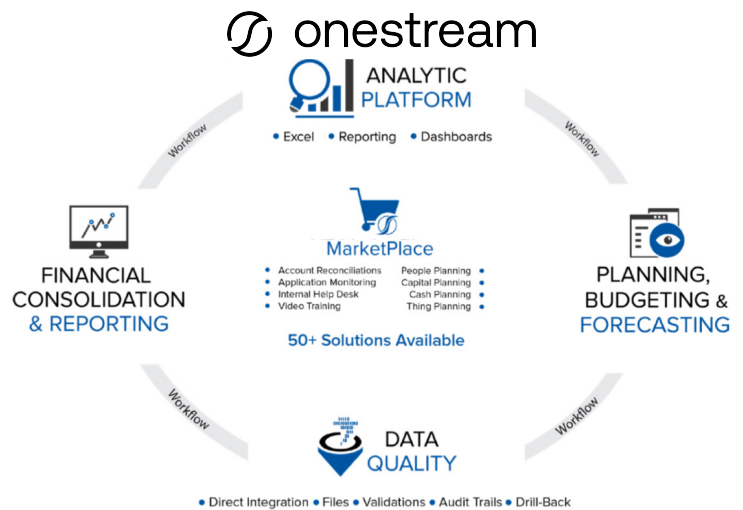 onestream
ANALYTIC
PLATFORM
• Excel • Reporting • Dashboards
Workflow
Workflow
MarketPlace
• Account Reconciliations People Planning •
• Application Monitoring Capital Planning •
• Internal Help Desk Cash Planning •
• Video Training Thing Planning •
50+ Solutions Available
FINANCIAL
CONSOLIDATION
& REPORTING
PLANNING,
BUDGETING &
FORECASTING
Workflow
Workflow
DATA
QUALITY
• Direct Integration • Files • Validations • Audit Trails • Drill-Back